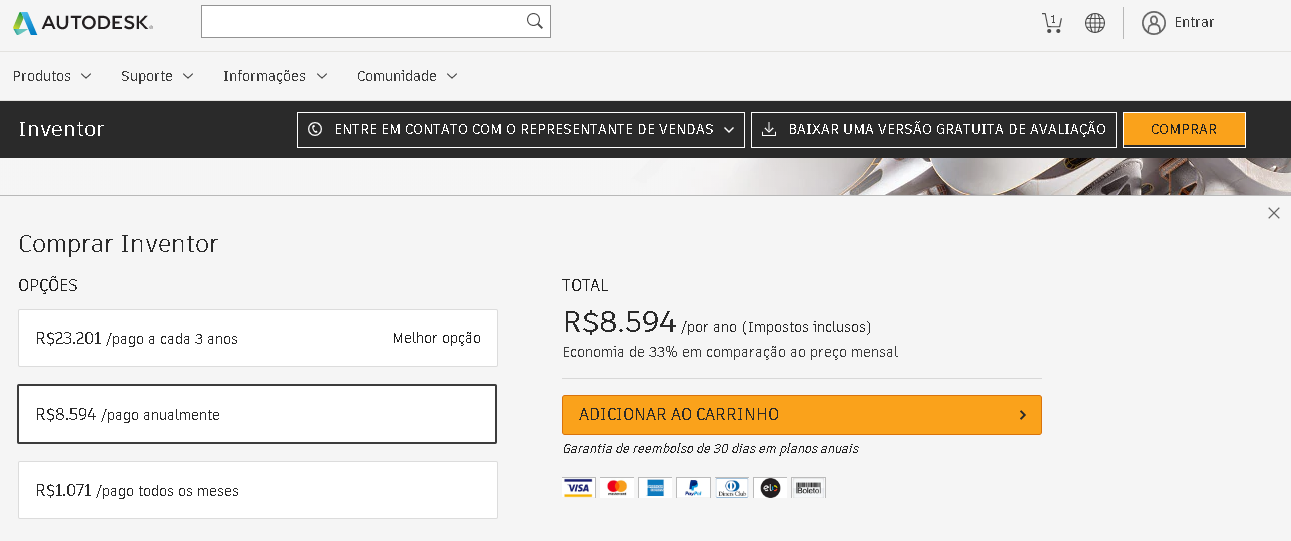 AUTODESK.
1
Entrar
Produtos
Suporte
Informações
Comunidade
Inventor
ENTRE EM CONTATO COM O REPRESENTANTE DE VENDAS
BAIXAR UMA VERSÃO GRATUITA DE AVALIAÇÃO
COMPRAR
Comprar Inventor
OPÇÕES
R$23.201 /pago a cada 3 anos
Melhor opção
R$8.594 /pago anualmente
R$1.071 /pago todos os meses
TOTAL
R$8.594 /por ano (Impostos inclusos)
Economia de 33% em comparação ao preço mensal
ADICIONAR AO CARRINHO
Garantia de reembolso de 30 dias em planos anuais
VISA
mastercard
PayPal
Diners Club
elo
Boleto